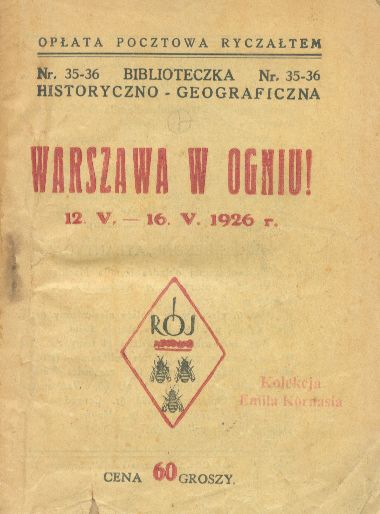 OPŁATA POCZTOWA RYCZAŁTEM
Nr. 35-36 BIBLIOTECZKA Nr. 35-36
HISTORYCZNO - GEOGRAFICZNA
WARSZAWA W OGNIU!
12. V. — 16. V. 1926 r.
RÓJ
Kolekcja
Emila Kornasia
CENA 60 GROSZY.